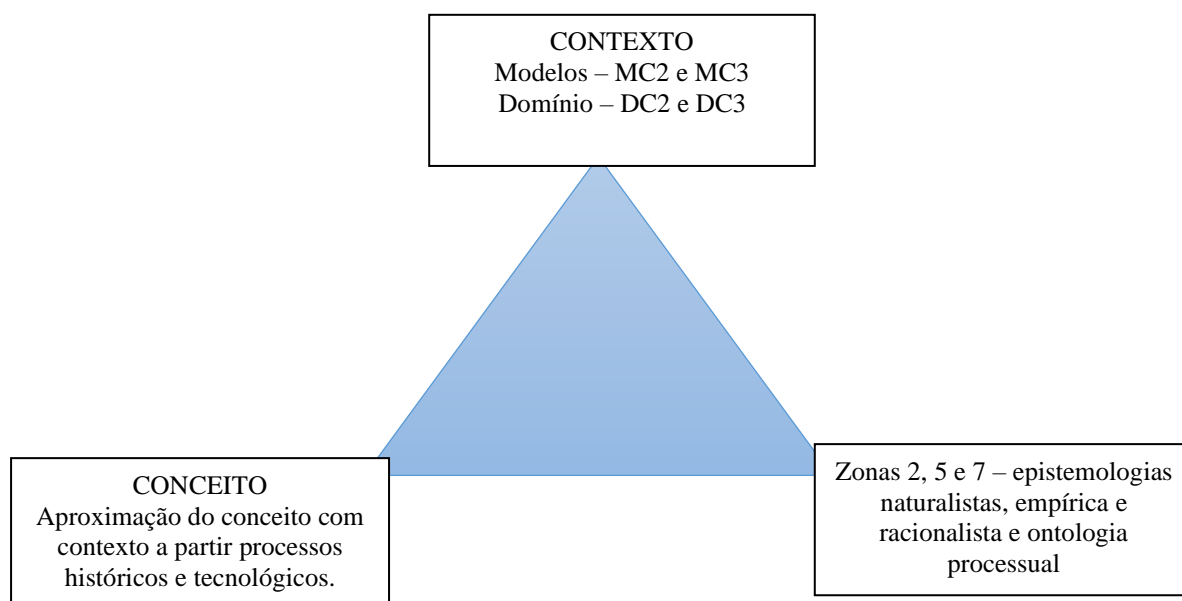 CONTEXTO
Modelos – MC2 e MC3
Domínio – DC2 e DC3
CONCEITO
Aproximação do conceito com
contexto a partir processos
históricos e tecnológicos.
Zonas 2, 5 e 7 – epistemologias
naturalistas, empírica e
racionalista e ontologia
processual